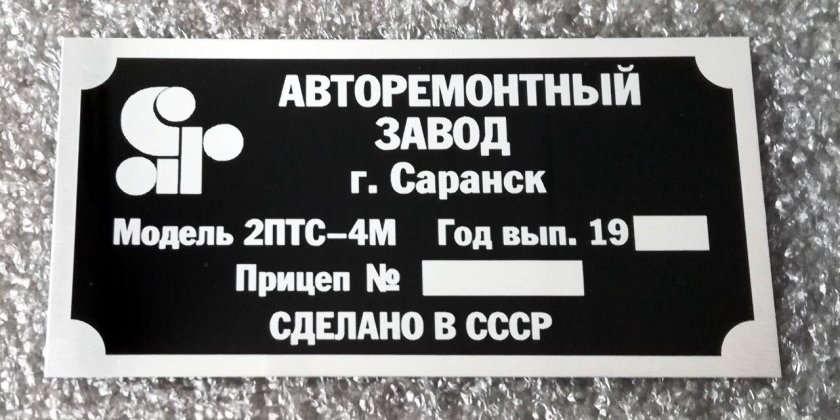 АВТОРЕМОНТНЫЙ
ЗАВОД
г. Саранск
Модель 2ПТС-4М Год вып. 19
Прицеп №
СДЕЛАНО В СССР